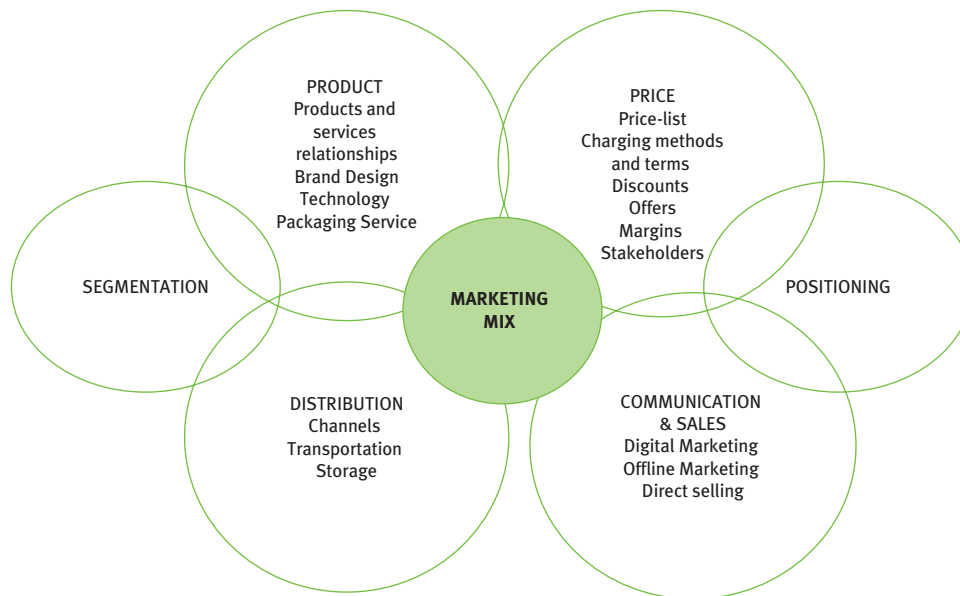 PRODUCT
Products and
services
relationships
Brand Design
Technology
Packaging Service
PRICE
Price-list
Charging methods
and terms
Discounts
Offers
Margins
Stakeholders
SEGMENTATION
MARKETING
MIX
POSITIONING
DISTRIBUTION
Channels
Transportation
Storage
COMMUNICATION
& SALES
Digital Marketing
Offline Marketing
Direct selling